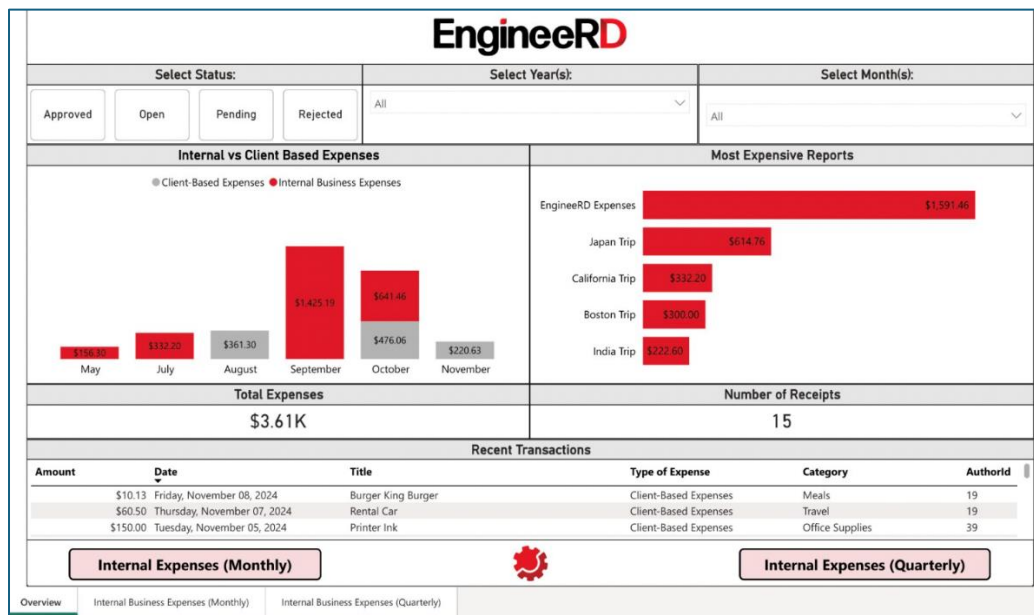 EngineeRD
Select Status:
Select Year(s):
Select Month(s):
Approved
Open
Pending
Rejected
All
All
Internal vs Client Based Expenses
Most Expensive Reports
Client-Based Expenses Internal Business Expenses
$156.30
$332.20
$361.30
$1,425.19
$641.46
$476.06
$220.63
May July August September October November
EngineeRD Expenses $1,591.46
Japan Trip $614.76
California Trip $332.20
Boston Trip $300.00
India Trip $222.60
Total Expenses
$3.61K
Number of Receipts
15
Recent Transactions
Amount Date Title Type of Expense Category AuthorId
$10.13 Friday, November 08, 2024 Burger King Burger Client-Based Expenses Meals 19
$60.50 Thursday, November 07, 2024 Rental Car Client-Based Expenses Travel 19
$150.00 Tuesday, November 05, 2024 Printer Ink Client-Based Expenses Office Supplies 39
Internal Expenses (Monthly)
Internal Expenses (Quarterly)
Overview Internal Business Expenses (Monthly) Internal Business Expenses (Quarterly)